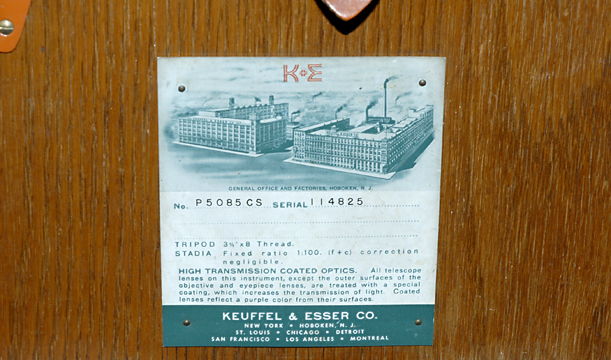 K+E
GENERAL OFFICE AND FACTORIES, HOBOKEN, N. J.
No. P5085CS SERIAL 114825
TRIPOD 3½"x8 Thread.
STADIA Fixed ratio 1:100. (f+c) correction
negligible.
HIGH TRANSMISSION COATED OPTICS. All telescope
lenses on this instrument, except the outer surfaces of the
objective and eyepiece lenses, are treated with a special
coating, which increases the transmission of light. Coated
lenses reflect a purple color from their surfaces.
KEUFFEL & ESSER CO.
NEW YORK • HOBOKEN, N. J.
ST. LOUIS • CHICAGO • DETROIT
SAN FRANCISCO • LOS ANGELES • MONTREAL